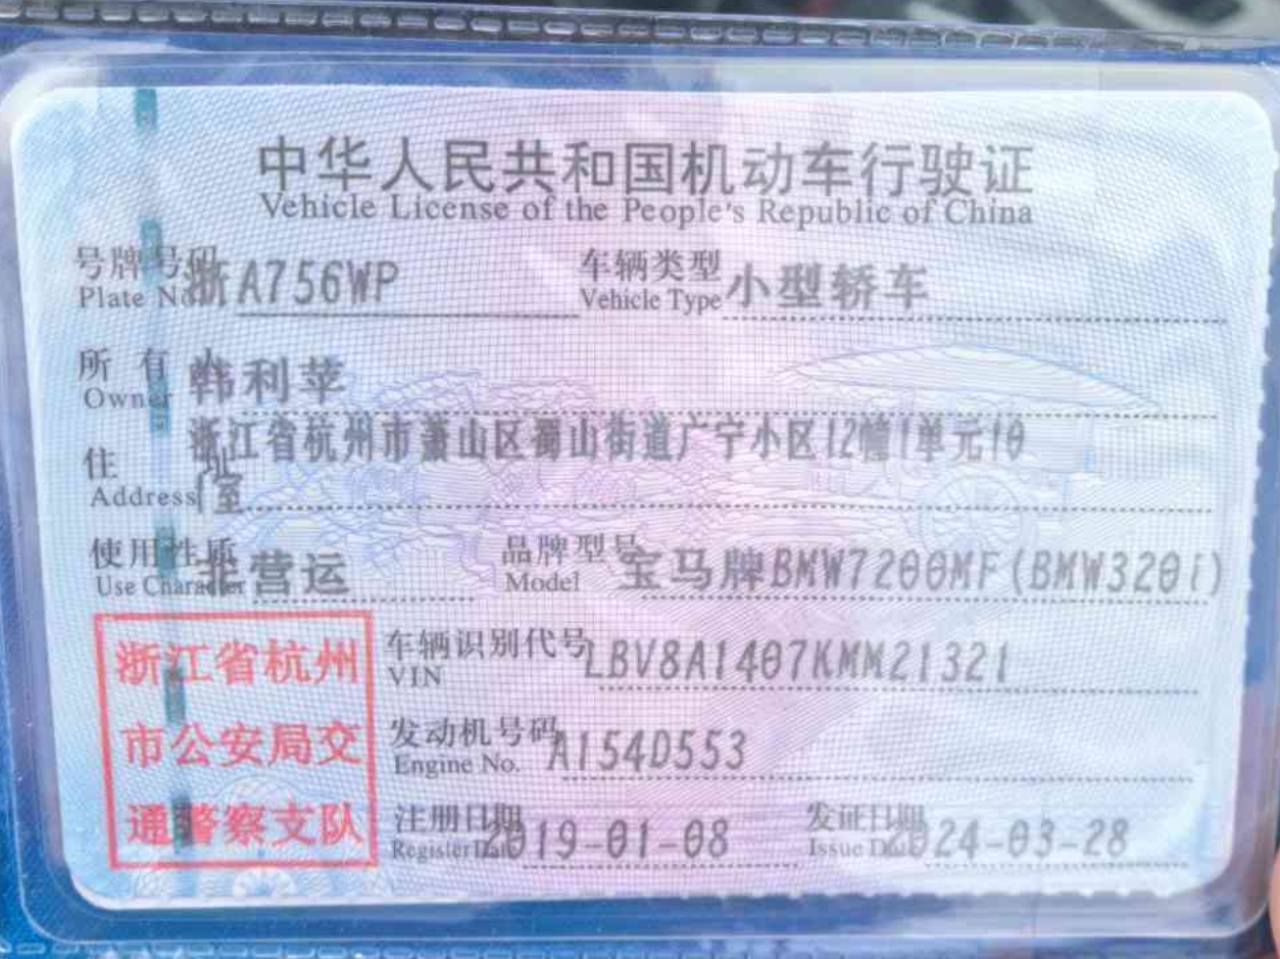 中华人民共和国机动车行驶证
Vehicle License of the People's Republic of China
号牌号码 浙A756WP 车辆类型 小型轿车
Plate No. Vehicle Type
所有人 韩利苹
Owner
住址 浙江省杭州市萧山区蜀山街道广宁小区12幢1单元10
Address 1室
使用性质 非营运 品牌型号 宝马牌BMW7200MF(BMW320i)
Use Character Model
浙江省杭州
市公安局交
通警察支队
车辆识别代号 LBV8A1407KMM21321
VIN
发动机号码 A154D553
Engine No.
注册日期 2019-01-08 发证日期 2024-03-28
Register Date Issue Date